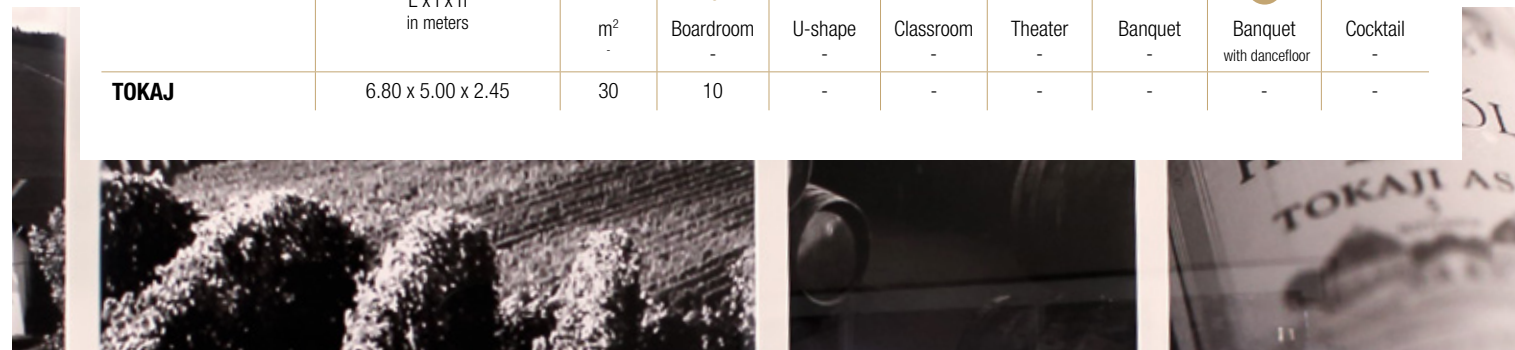 in meters
m² Boardroom U-shape Classroom Theater Banquet Banquet Cocktail
- - - - - - with dancefloor -
TOKAJ 6.80 x 5.00 x 2.45 30 10 - - - - - -
TOKAJI